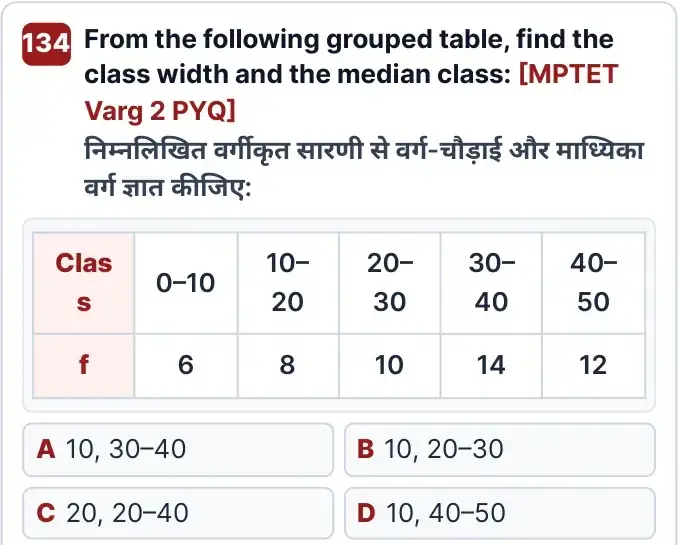 134 From the following grouped table, find the
class width and the median class: [MPTET
Varg 2 PYQ]
निम्नलिखित वर्गीकृत सारणी से वर्ग-चौड़ाई और माध्यिका
वर्ग ज्ञात कीजिए:
Clas
s
0–10
10–
20
20–
30
30–
40
40–
50
f 6 8 10 14 12
A 10, 30–40
B 10, 20–30
C 20, 20–40
D 10, 40–50